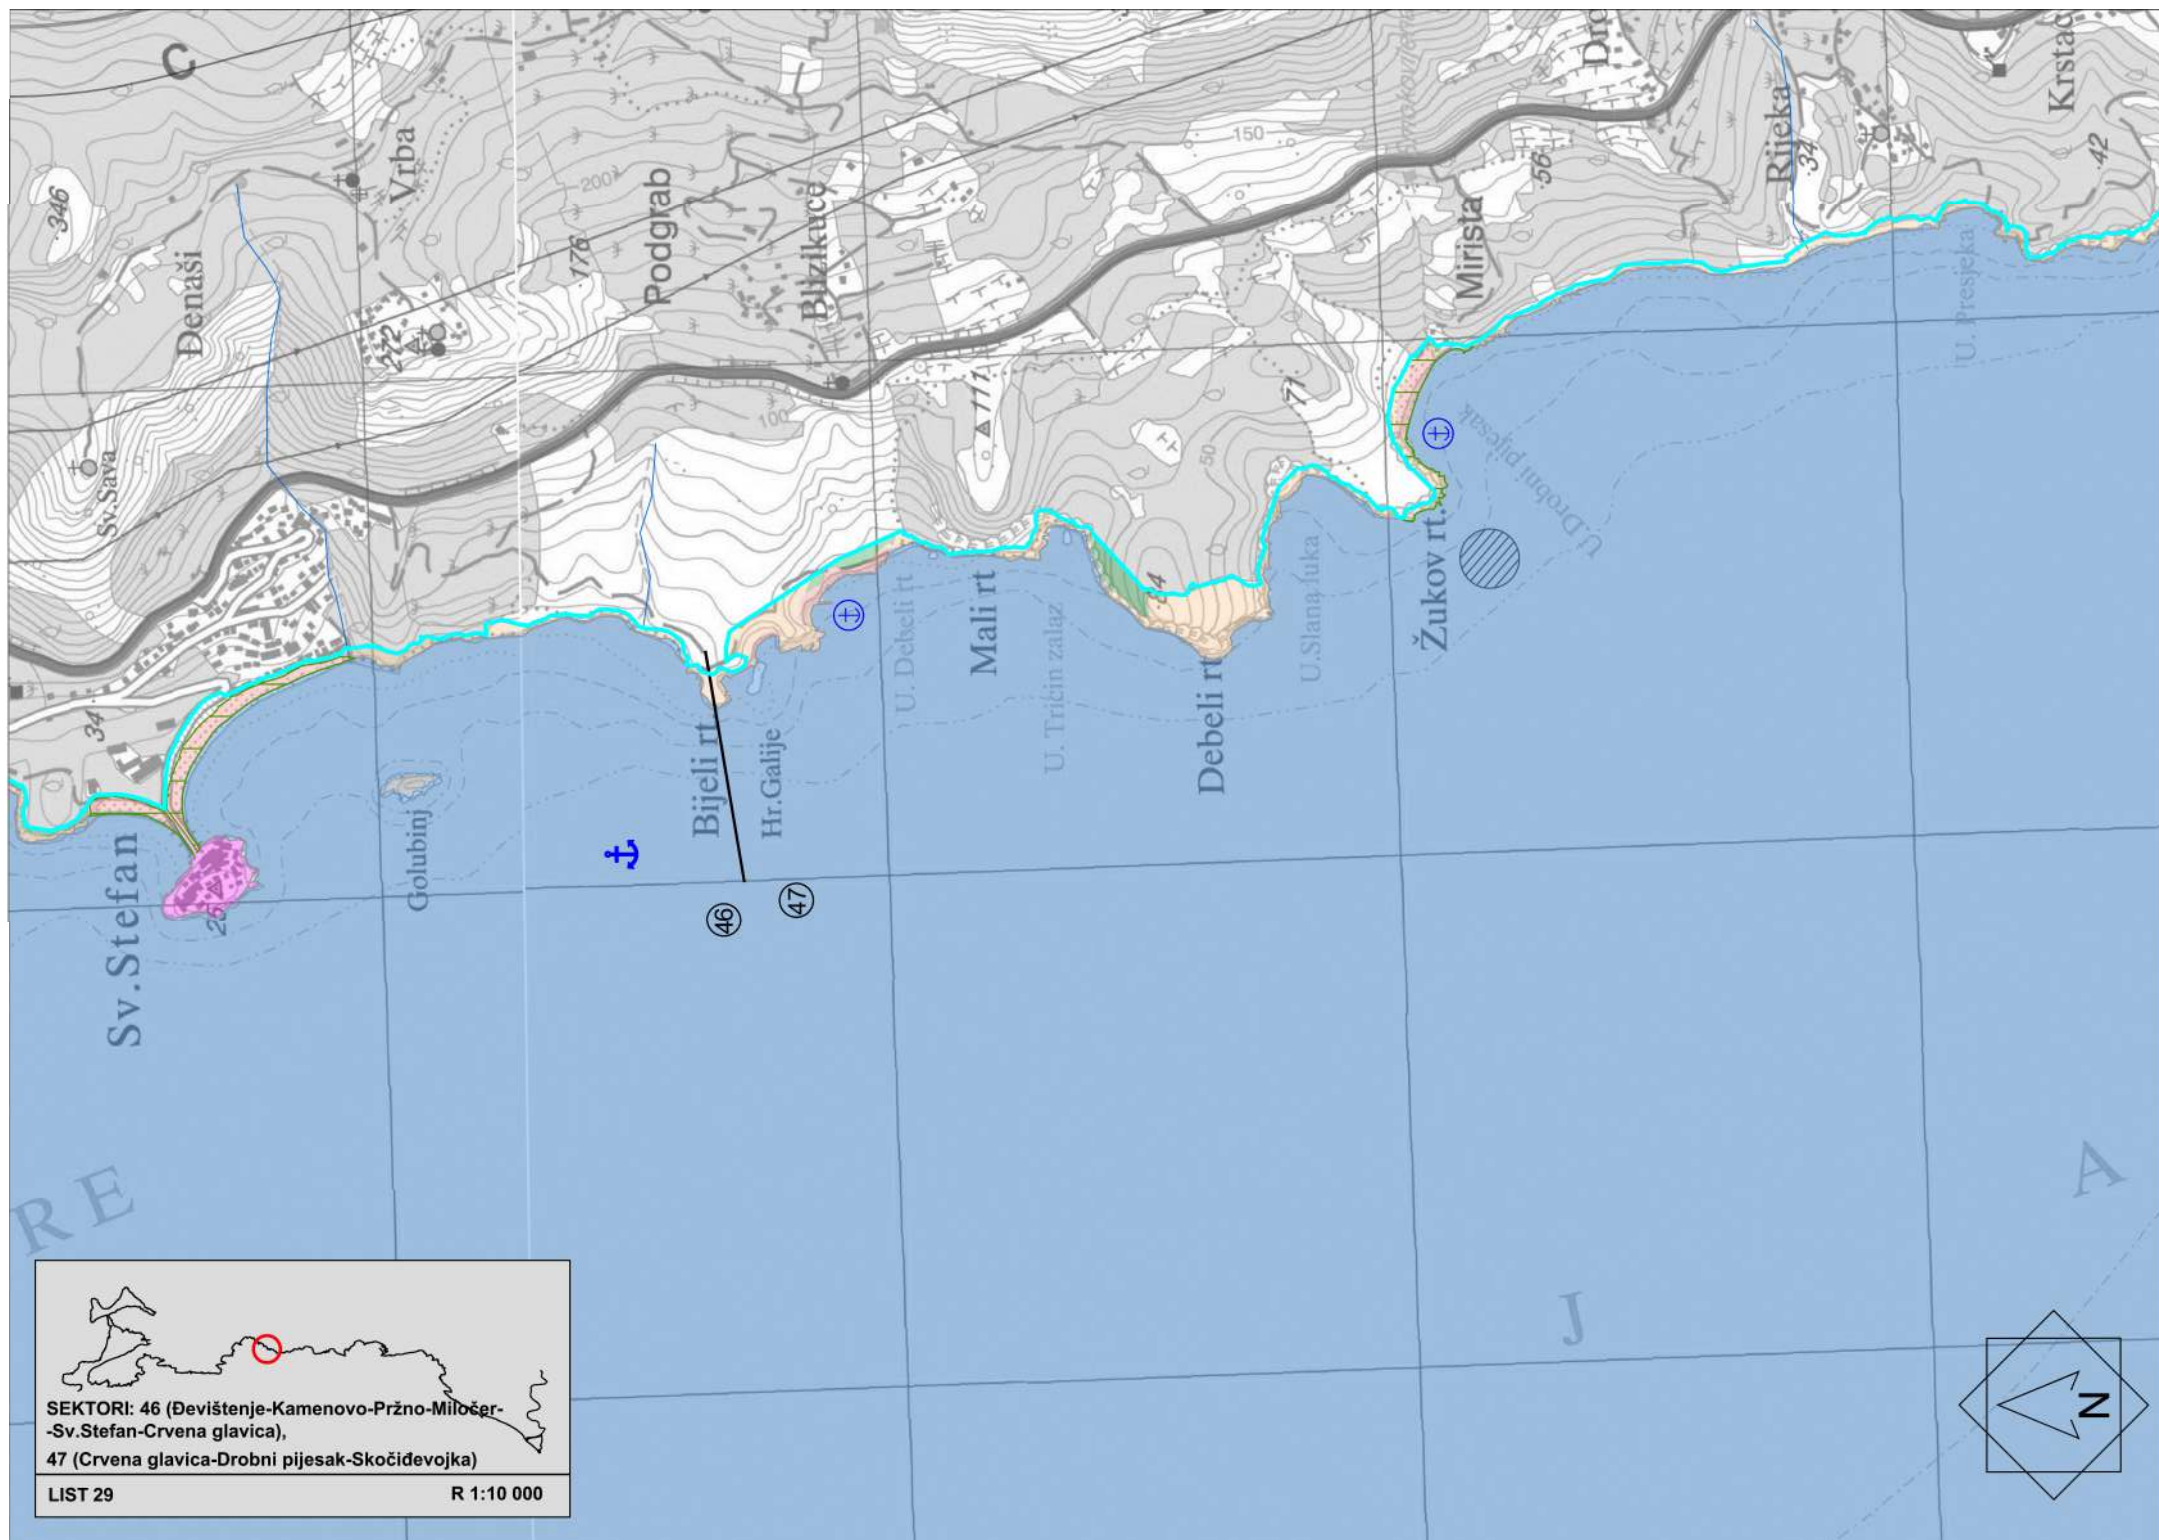 C
.346
Vrba
Đenaši
Sv.Sava
272
.176
200
Podgrab
Blizikuće
100
150
111
50
71
56
Mirista
Rijeka
.34
Krstac
.42
U. Presjeka
U.Drobni pijesak
Žukov rt.
U.Slana luka
Debeli rt
U. Tričin zalaz
Mali rt
U. Debeli rt
Hr.Galije
Bijeli rt.
46
47
Golubinj
34
Sv.Stefan
RE
J
A
N
SEKTORI: 46 (Đevištenje-Kamenovo-Pržno-Miločer-
-Sv.Stefan-Crvena glavica),
47 (Crvena glavica-Drobni pijesak-Skočiđevojka)
LIST 29
R 1:10 000